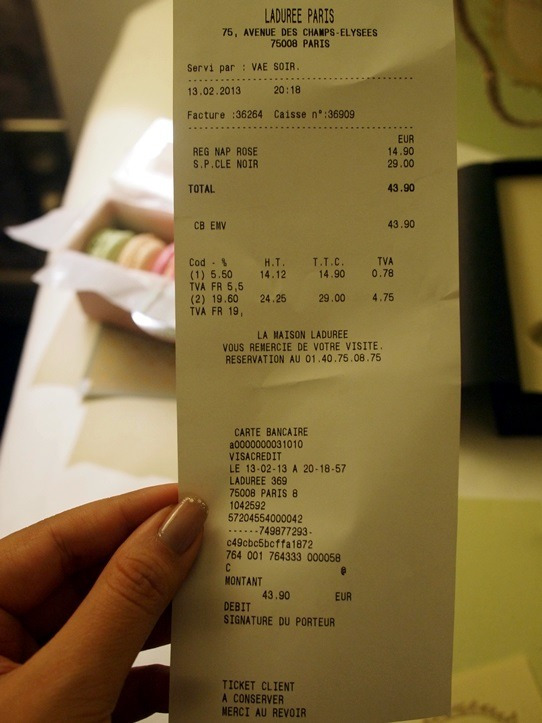 LADUREE PARIS
75, AVENUE DES CHAMPS-ELYSEES
75008 PARIS
Servi par : VAE SOIR.
13.02.2013 20:18
Facture :36264 Caisse n°:36909
EUR
REG NAP ROSE 14.90
S.P.CLE NOIR 29.00
TOTAL 43.90
CB EMV 43.90
Cod - % H.T. T.T.C. TVA
(1) 5.50 14.12 14.90 0.78
TVA FR 5,5
(2) 19.60 24.25 29.00 4.75
TVA FR 19,
LA MAISON LADUREE
VOUS REMERCIE DE VOTRE VISITE.
RESERVATION AU 01.40.75.08.75
CARTE BANCAIRE
a0000000031010
VISACREDIT
LE 13-02-13 A 20-18-57
LADUREE 369
75008 PARIS 8
1042592
57204554000042
------749877293-
c49cbc5bcffa1872
764 001 764333 000058
C @
MONTANT
43.90 EUR
DEBIT
SIGNATURE DU PORTEUR
TICKET CLIENT
A CONSERVER
MERCI AU REVOIR